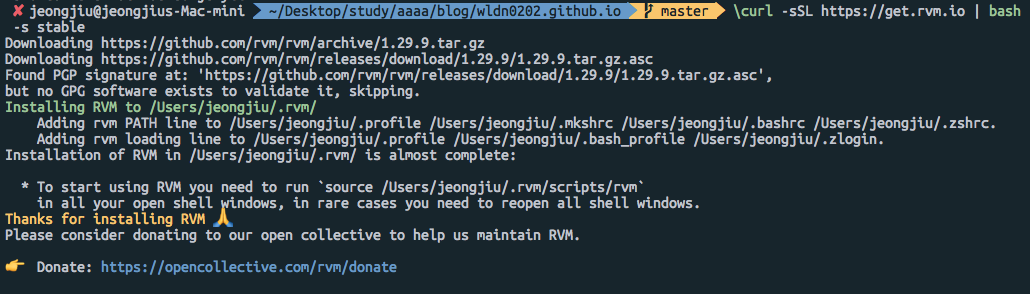 ✘ jeongjiu@jeongjius-Mac-mini ~/Desktop/study/aaaa/blog/wldn0202.github.io master \curl -sSL https://get.rvm.io | bash
-s stable
Downloading https://github.com/rvm/rvm/archive/1.29.9.tar.gz
Downloading https://github.com/rvm/rvm/releases/download/1.29.9/1.29.9.tar.gz.asc
Found PGP signature at: 'https://github.com/rvm/rvm/releases/download/1.29.9/1.29.9.tar.gz.asc',
but no GPG software exists to validate it, skipping.
Installing RVM to /Users/jeongjiu/.rvm/
Adding rvm PATH line to /Users/jeongjiu/.profile /Users/jeongjiu/.mkshrc /Users/jeongjiu/.bashrc /Users/jeongjiu/.zshrc.
Adding rvm loading line to /Users/jeongjiu/.profile /Users/jeongjiu/.bash_profile /Users/jeongjiu/.zlogin.
Installation of RVM in /Users/jeongjiu/.rvm/ is almost complete:
* To start using RVM you need to run `source /Users/jeongjiu/.rvm/scripts/rvm`
in all your open shell windows, in rare cases you need to reopen all shell windows.
Thanks for installing RVM 🙏
Please consider donating to our open collective to help us maintain RVM.
👉 Donate: https://opencollective.com/rvm/donate